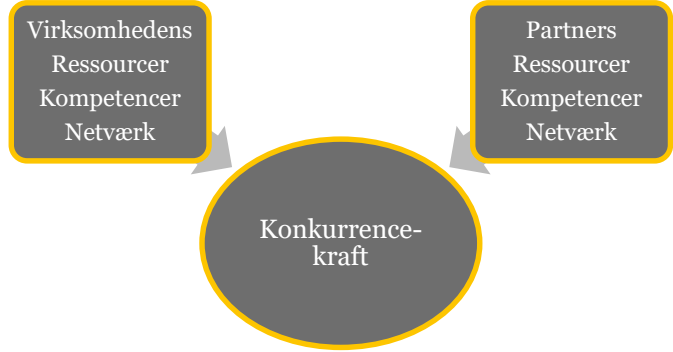 Virksomhedens
Ressourcer
Kompetencer
Netværk
Partners
Ressourcer
Kompetencer
Netværk
Konkurrence-
kraft